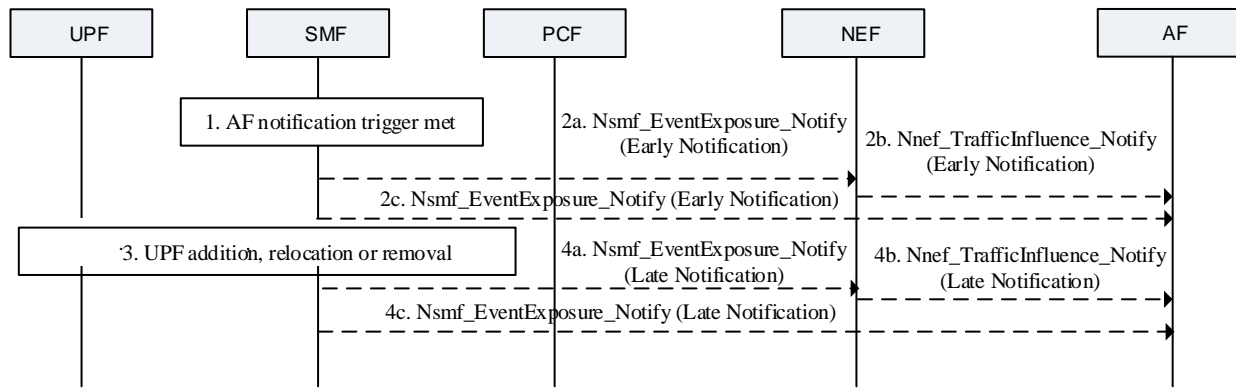 UPF SMF PCF NEF AF
1. AF notification trigger met
2a. Nsmf_EventExposure_Notify
(Early Notification)
2b. Nnef_TrafficInfluence_Notify
(Early Notification)
2c. Nsmf_EventExposure_Notify (Early Notification)
3. UPF addition, relocation or removal
4a. Nsmf_EventExposure_Notify
(Late Notification)
4b. Nnef_TrafficInfluence_Notify
(Late Notification)
4c. Nsmf_EventExposure_Notify (Late Notification)